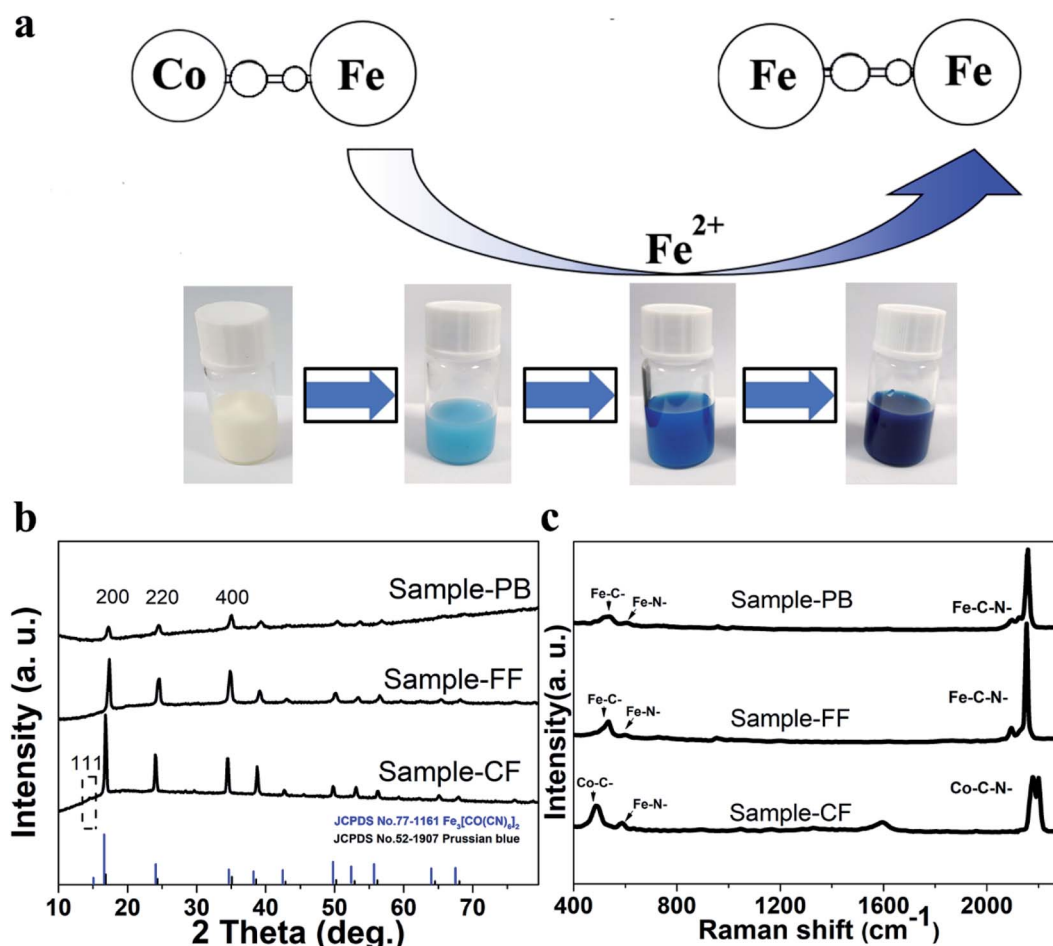 a
Co Fe Fe Fe
Fe2+
b
200 220 400
Sample-PB
Sample-FF
111
Sample-CF
JCPDS No.77-1161 Fe3[CO(CN)6]2
JCPDS No.52-1907 Prussian blue
10 20 30 40 50 60 70
2 Theta (deg.)
Intensity (a. u.)
c
Fe-C-
Fe-N-
Sample-PB
Fe-C-N-
Fe-C-
Fe-N-
Sample-FF
Fe-C-N-
Co-C-
Fe-N-
Sample-CF
Co-C-N-
400 800 1200 1600 2000
Raman shift (cm-1)
Intensity(a. u.)